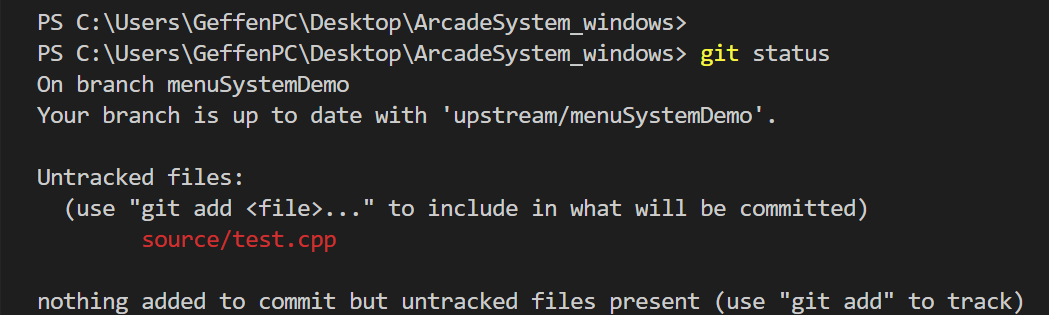 PS C:\Users\GeffenPC\Desktop\ArcadeSystem_windows>
PS C:\Users\GeffenPC\Desktop\ArcadeSystem_windows> git status
On branch menuSystemDemo
Your branch is up to date with 'upstream/menuSystemDemo'.
Untracked files:
(use "git add <file>..." to include in what will be committed)
source/test.cpp
nothing added to commit but untracked files present (use "git add" to track)